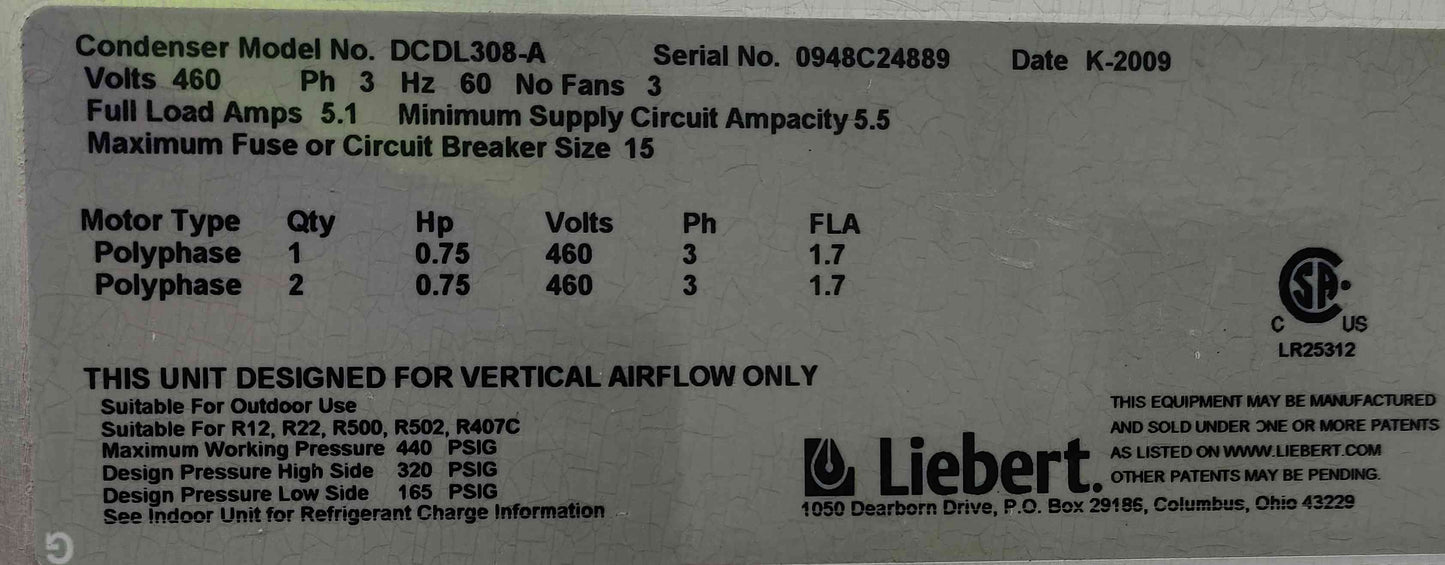 Condenser Model No. DCDL308-A Serial No. 0948C24889 Date K-2009
Volts 460 Ph 3 Hz 60 No Fans 3
Full Load Amps 5.1 Minimum Supply Circuit Ampacity 5.5
Maximum Fuse or Circuit Breaker Size 15
Motor Type Qty Hp Volts Ph FLA
Polyphase 1 0.75 460 3 1.7
Polyphase 2 0.75 460 3 1.7
SA
C US
LR25312
THIS UNIT DESIGNED FOR VERTICAL AIRFLOW ONLY
Suitable For Outdoor Use
Suitable For R12, R22, R500, R502, R407C
Maximum Working Pressure 440 PSIG
Design Pressure High Side 320 PSIG
Design Pressure Low Side 165 PSIG
See Indoor Unit for Refrigerant Charge Information
Liebert.
1050 Dearborn Drive, P.O. Box 29186, Columbus, Ohio 43229
THIS EQUIPMENT MAY BE MANUFACTURED
AND SOLD UNDER ONE OR MORE PATENTS
AS LISTED ON WWW.LIEBERT.COM
OTHER PATENTS MAY BE PENDING.
G